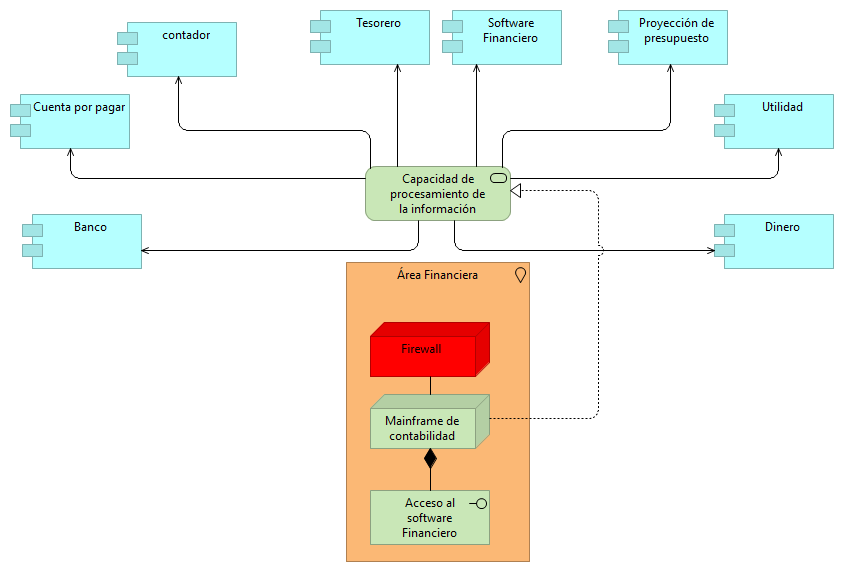 contador
Tesorero
Software
Financiero
Proyección de
presupuesto
Cuenta por pagar
Utilidad
Capacidad de
procesamiento de
la información
Banco
Dinero
Área Financiera
Firewall
Mainframe de
contabilidad
Acceso al
software
Financiero